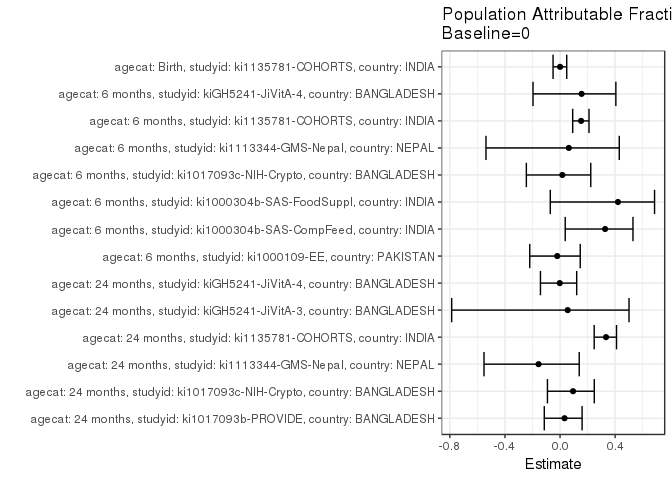 Population Attributable Fracti
Baseline=0
agecat: Birth, studyid: ki1135781-COHORTS, country: INDIA
agecat: 6 months, studyid: kiGH5241-JiVitA-4, country: BANGLADESH
agecat: 6 months, studyid: ki1135781-COHORTS, country: INDIA
agecat: 6 months, studyid: ki1113344-GMS-Nepal, country: NEPAL
agecat: 6 months, studyid: ki1017093c-NIH-Crypto, country: BANGLADESH
agecat: 6 months, studyid: ki1000304b-SAS-FoodSuppl, country: INDIA
agecat: 6 months, studyid: ki1000304b-SAS-CompFeed, country: INDIA
agecat: 6 months, studyid: ki1000109-EE, country: PAKISTAN
agecat: 24 months, studyid: kiGH5241-JiVitA-4, country: BANGLADESH
agecat: 24 months, studyid: kiGH5241-JiVitA-3, country: BANGLADESH
agecat: 24 months, studyid: ki1135781-COHORTS, country: INDIA
agecat: 24 months, studyid: ki1113344-GMS-Nepal, country: NEPAL
agecat: 24 months, studyid: ki1017093c-NIH-Crypto, country: BANGLADESH
agecat: 24 months, studyid: ki1017093b-PROVIDE, country: BANGLADESH
-0.8 -0.4 0.0 0.4
Estimate